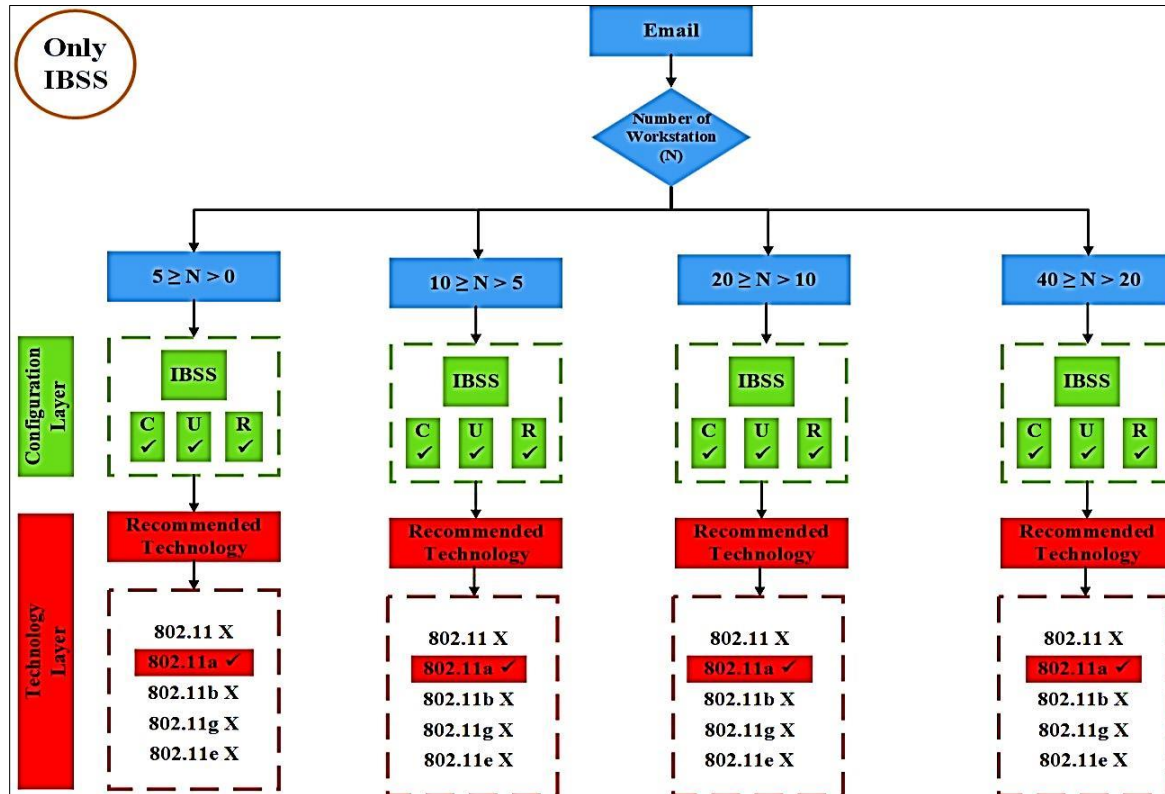 Only
IBSS
Email
Number of
Workstation
(N)
5 ≥ N > 0
10 ≥ N > 5
20 ≥ N > 10
40 ≥ N > 20
Configuration
Layer
IBSS
C ✓
U ✓
R ✓
IBSS
C ✓
U ✓
R ✓
IBSS
C ✓
U ✓
R ✓
IBSS
C ✓
U ✓
R ✓
Technology
Layer
Recommended
Technology
802.11 X
802.11a ✓
802.11b X
802.11g X
802.11e X
Recommended
Technology
802.11 X
802.11a ✓
802.11b X
802.11g X
802.11e X
Recommended
Technology
802.11 X
802.11a ✓
802.11b X
802.11g X
802.11e X
Recommended
Technology
802.11 X
802.11a ✓
802.11b X
802.11g X
802.11e X